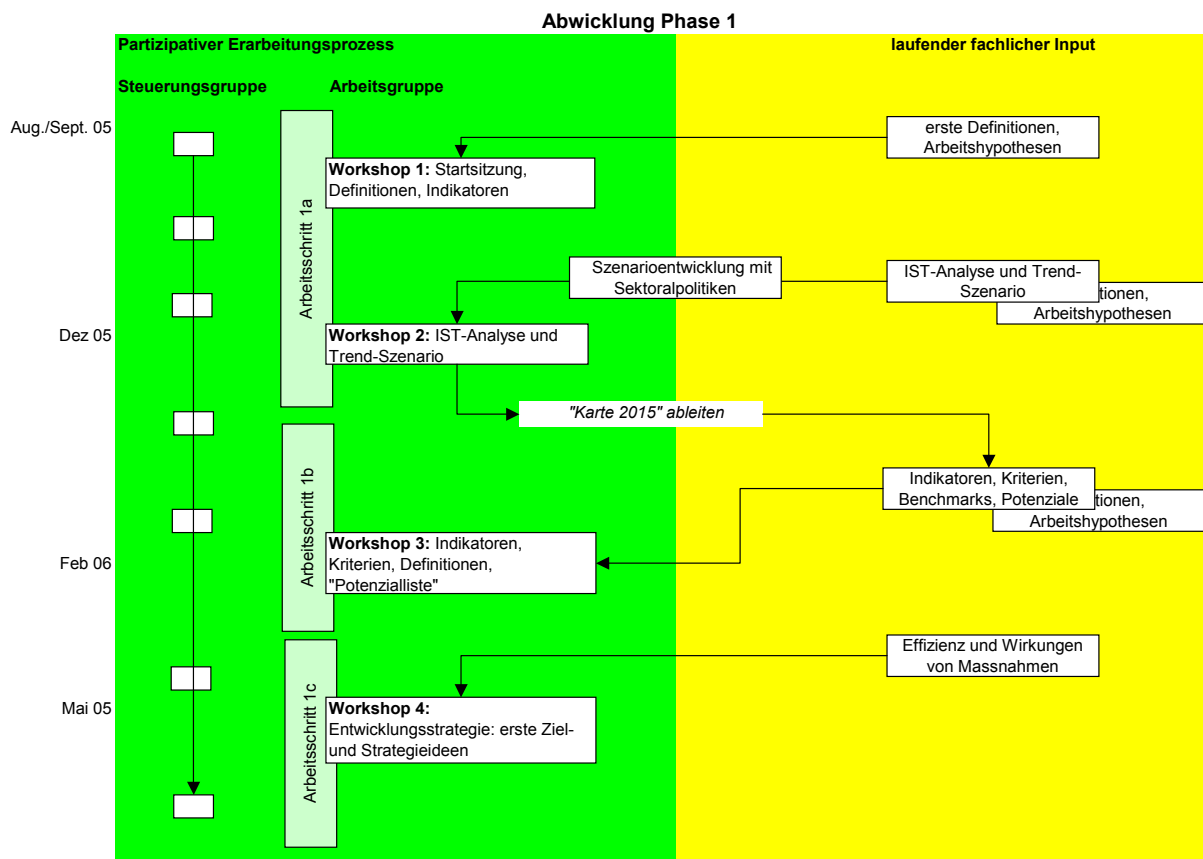 Abwicklung Phase 1
Partizipativer Erarbeitungsprozess
laufender fachlicher Input
Steuerungsgruppe
Arbeitsgruppe
Aug./Sept. 05
erste Definitionen,
Arbeitshypothesen
Workshop 1: Startsitzung,
Definitionen, Indikatoren
Arbeitsschritt 1a
Szenarioentwicklung mit
Sektoralpolitiken
IST-Analyse und Trend-
Szenario
tionen,
Arbeitshypothesen
Dez 05
Workshop 2: IST-Analyse und
Trend-Szenario
"Karte 2015" ableiten
Arbeitsschritt 1b
Indikatoren, Kriterien,
Benchmarks, Potenziale
tionen,
Arbeitshypothesen
Feb 06
Workshop 3: Indikatoren,
Kriterien, Definitionen,
"Potenzialliste"
Effizienz und Wirkungen
von Massnahmen
Arbeitsschritt 1c
Mai 05
Workshop 4:
Entwicklungsstrategie: erste Ziel-
und Strategieideen